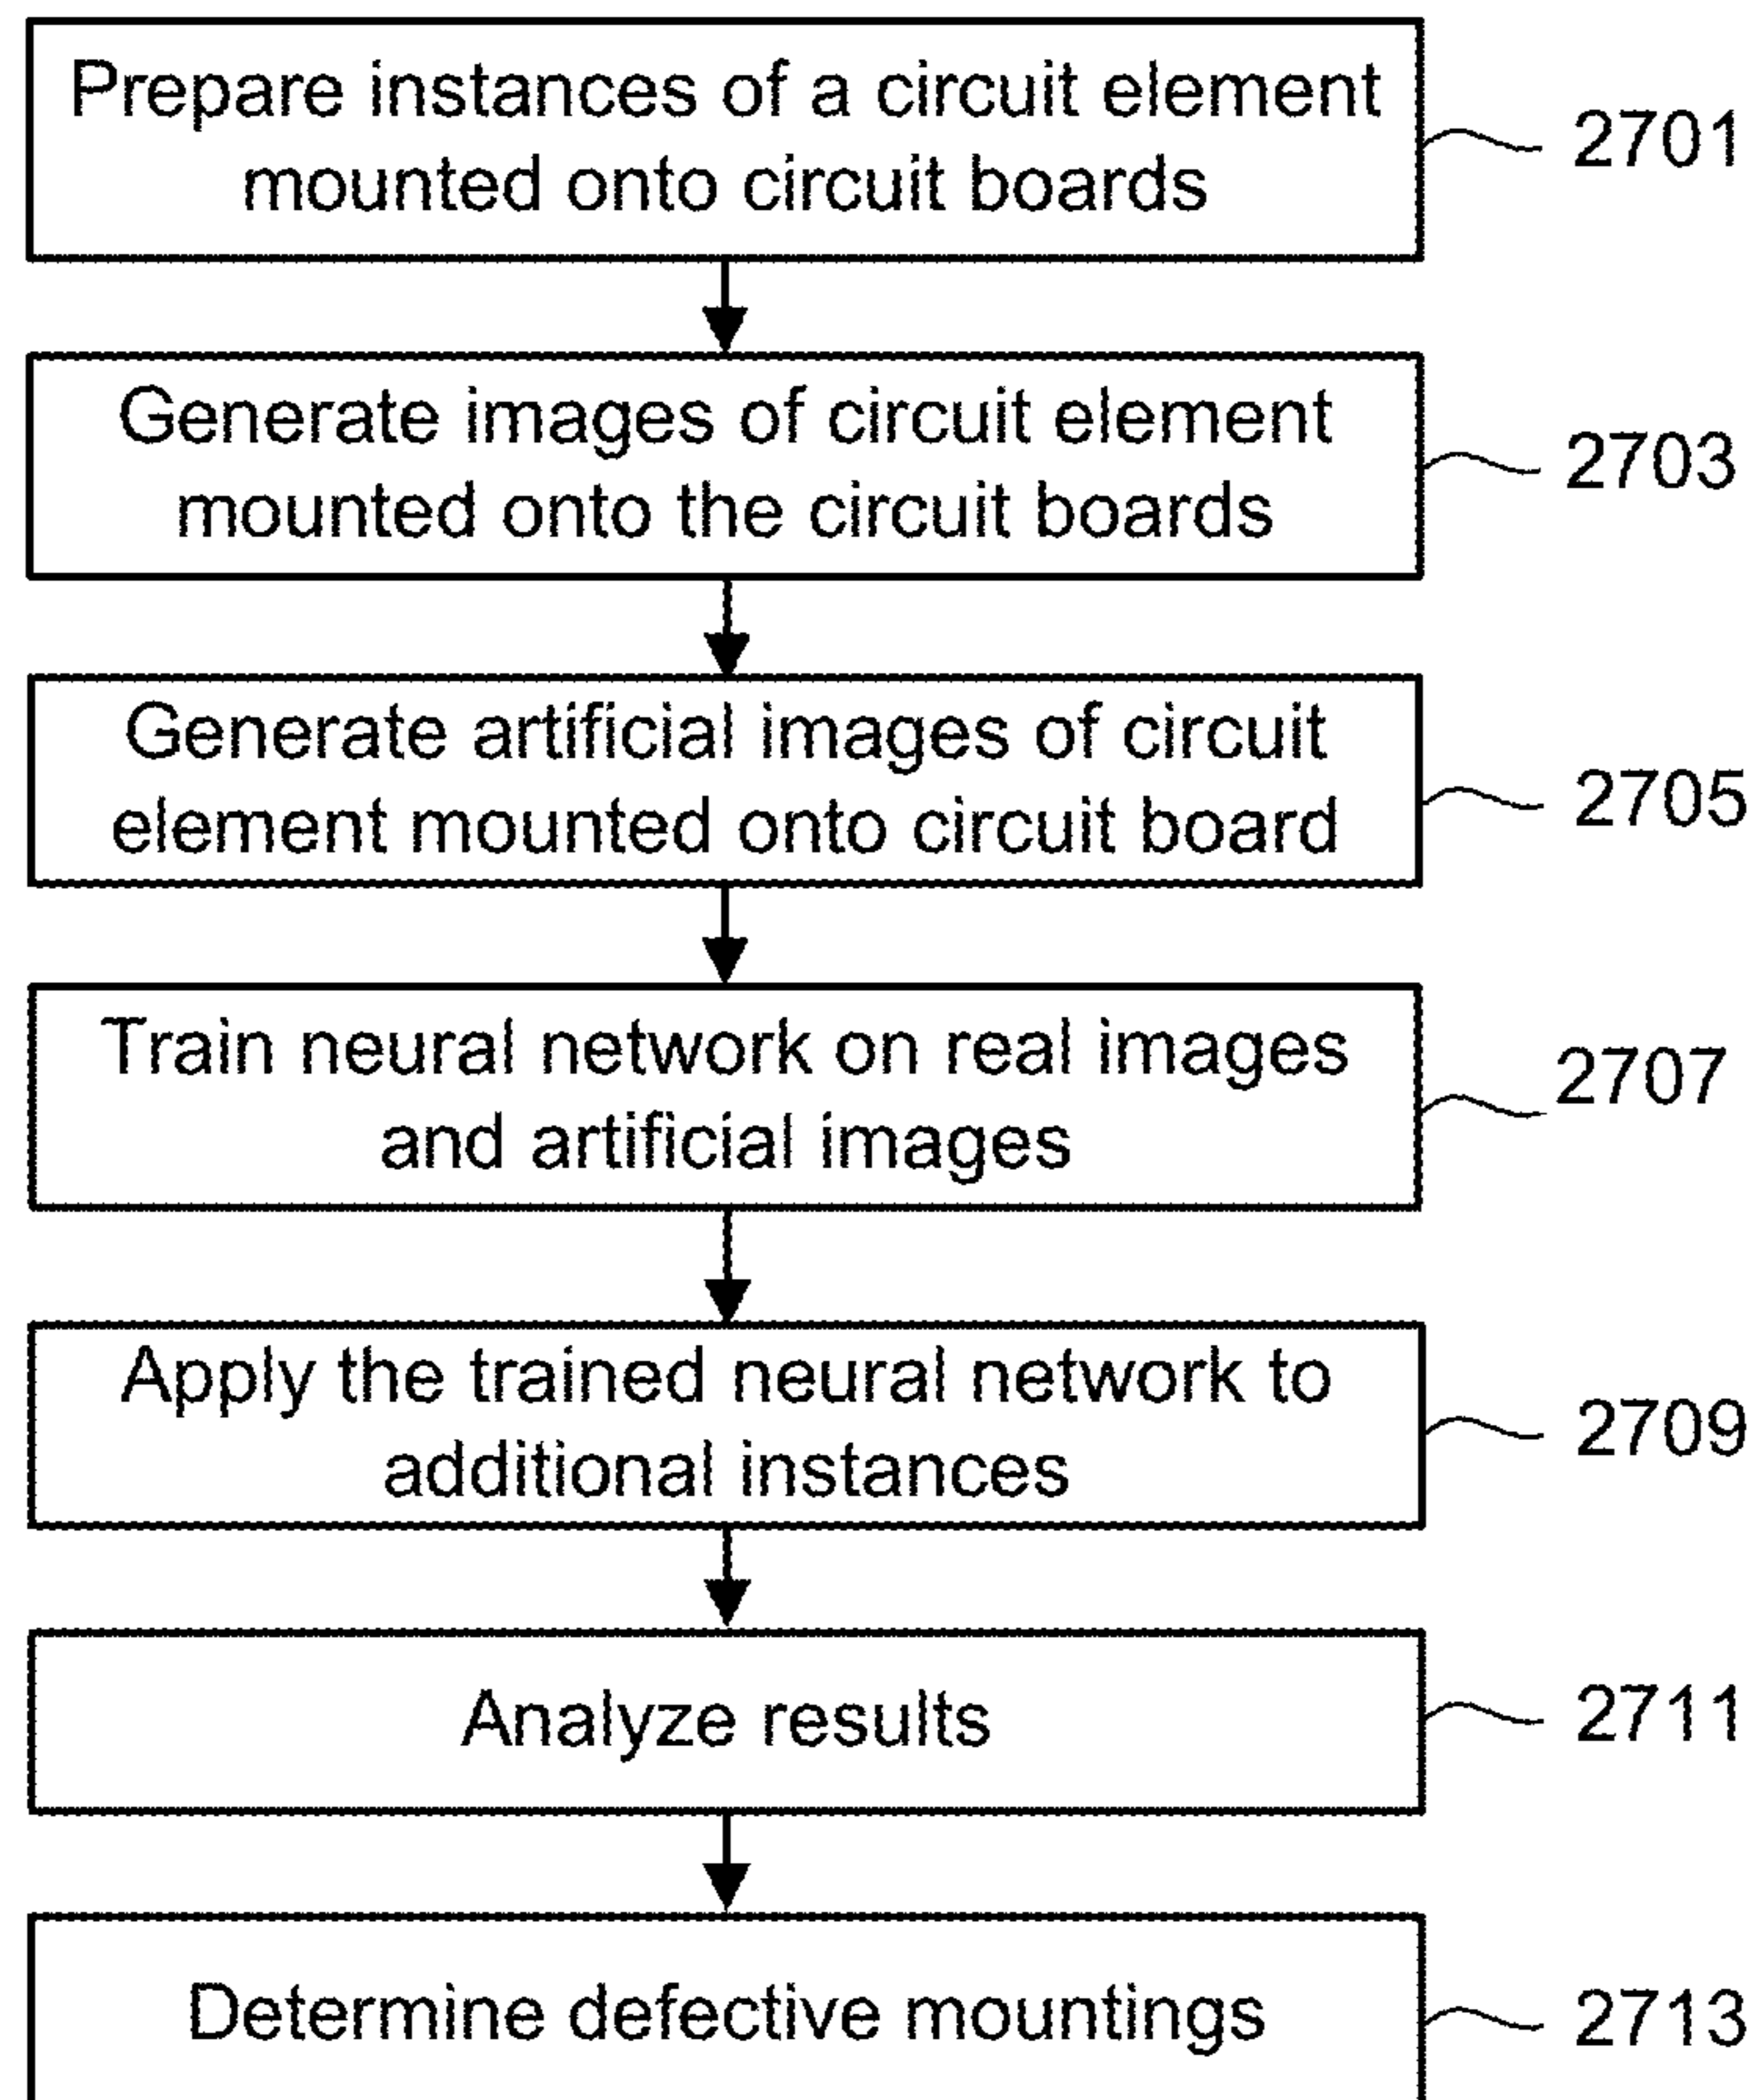 Prepare instances of a circuit element
mounted onto circuit boards
2701
Generate images of circuit element
mounted onto the circuit boards
2703
Generate artificial images of circuit
element mounted onto circuit board
2705
Train neural network on real images
and artificial images
2707
Apply the trained neural network to
additional instances
2709
Analyze results
2711
Determine defective mountings
2713